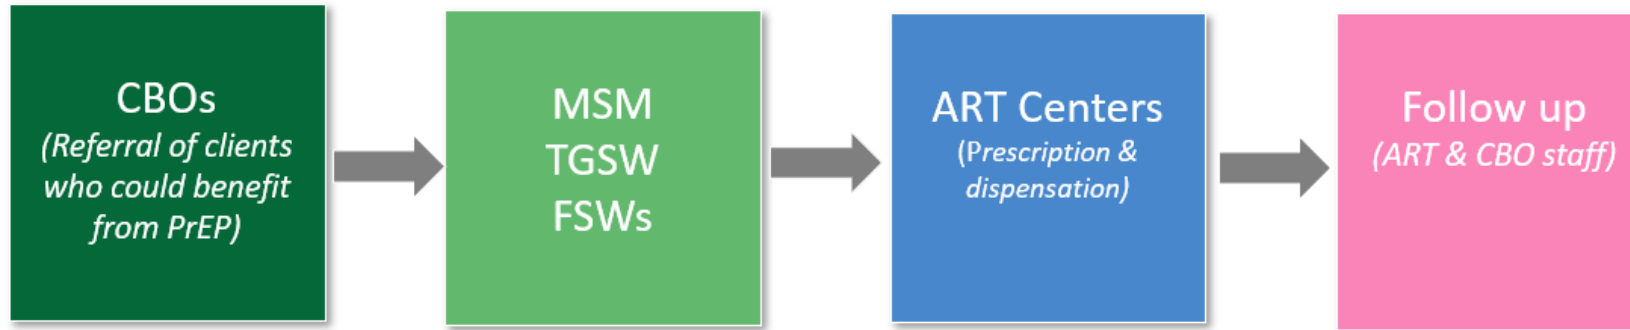 CBOs
(Referral of clients
who could benefit
from PrEP)
MSM
TGSW
FSWs
ART Centers
(Prescription &
dispensation)
Follow up
(ART & CBO staff)